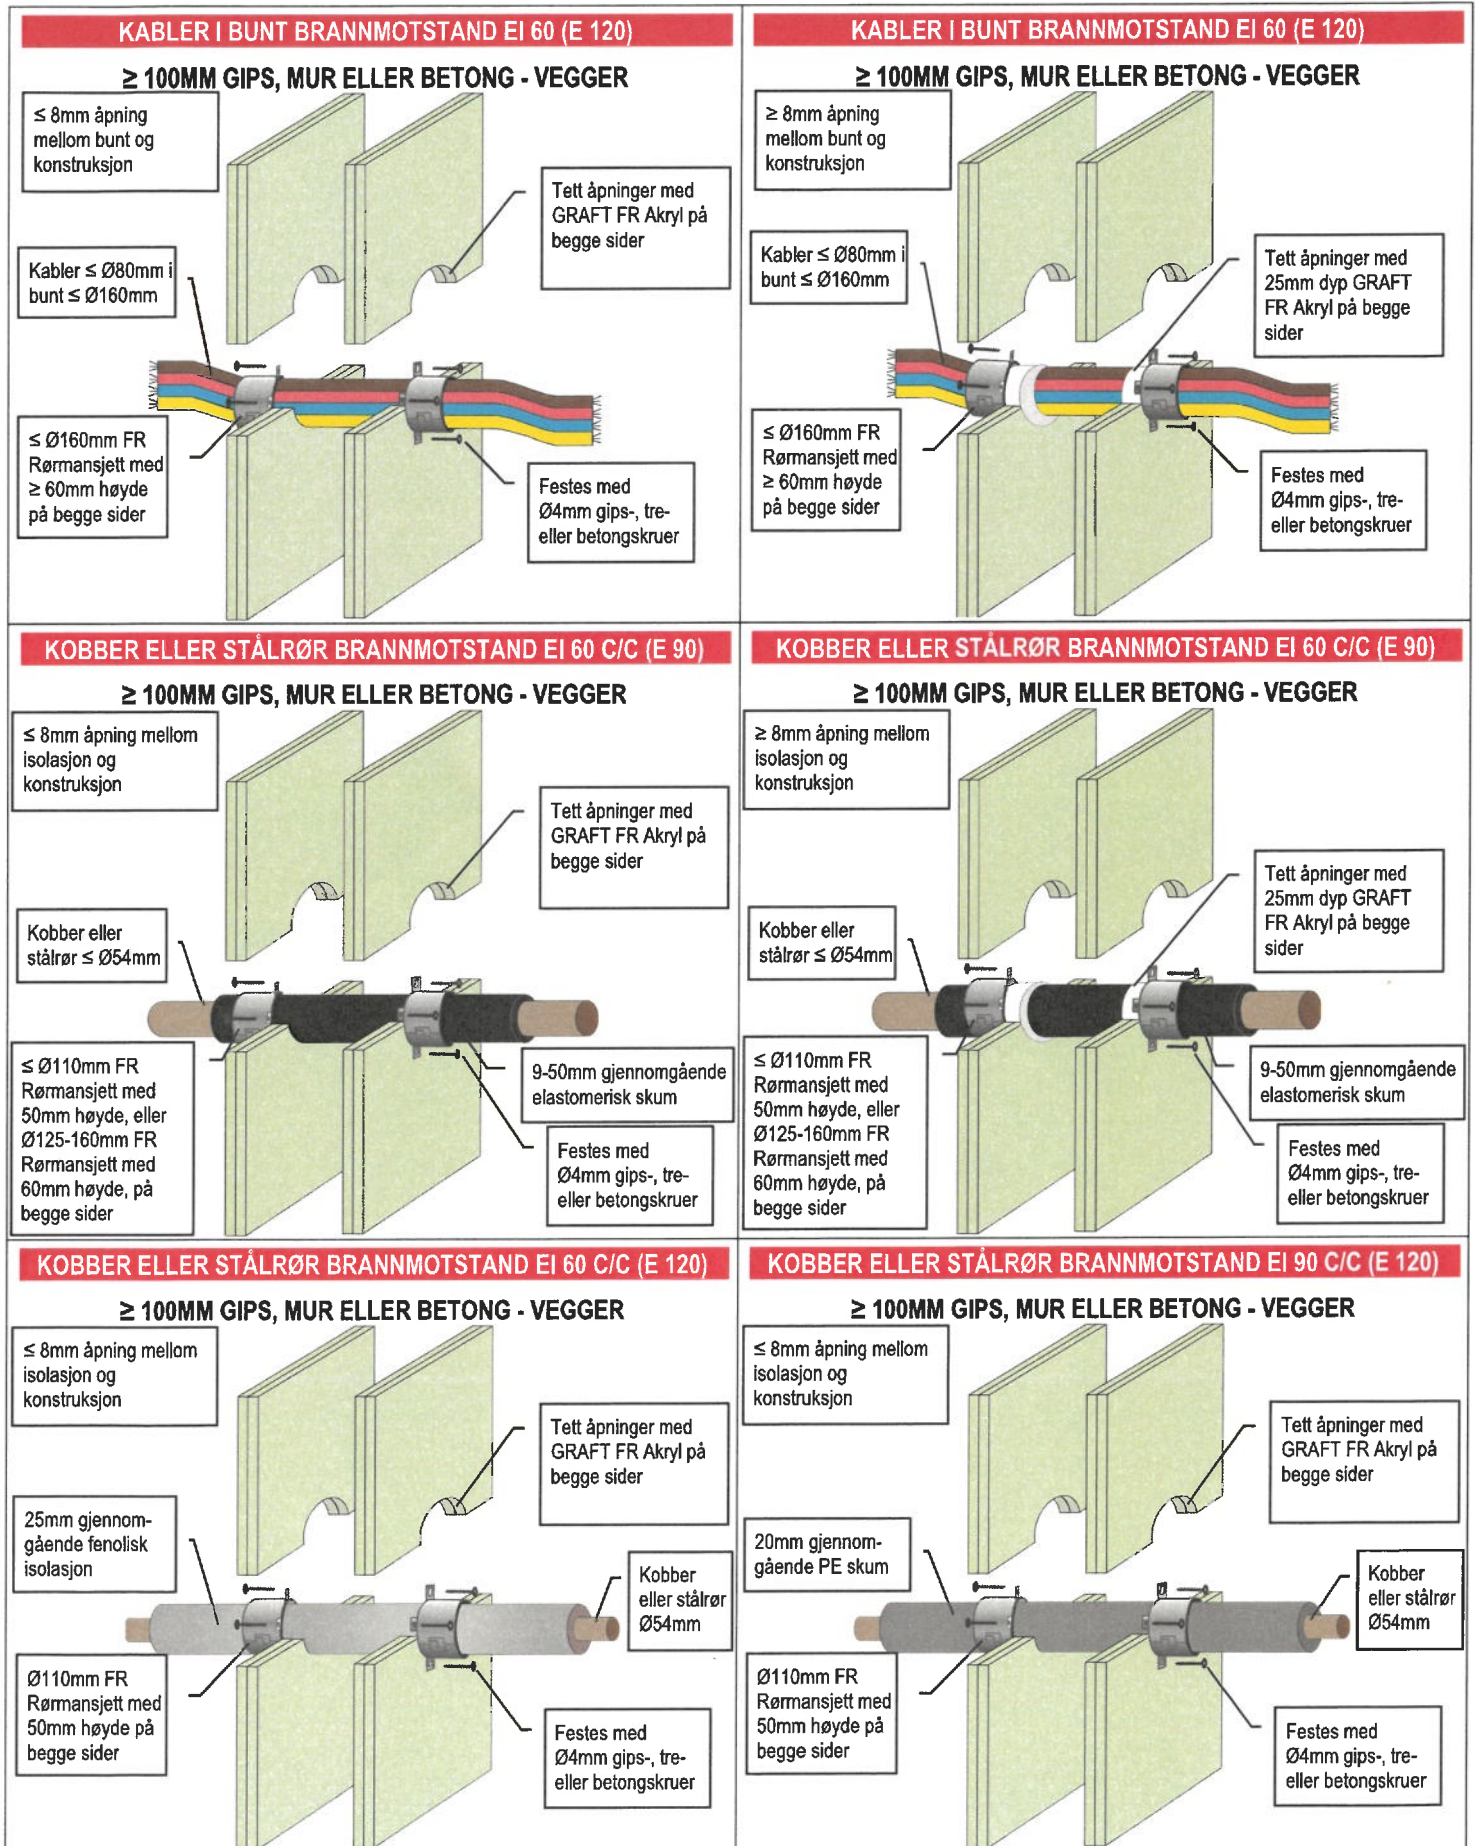 KABLER I BUNT BRANNMOTSTAND EI 60 (E 120)
≥ 100MM GIPS, MUR ELLER BETONG - VEGGER
≤ 8mm åpning
mellom bunt og
konstruksjon
Tett åpninger med
GRAFT FR Akryl på
begge sider
Kabler ≤ Ø80mm i
bunt ≤ Ø160mm
≤ Ø160mm FR
Rørmansjett med
≥ 60mm høyde
på begge sider
Festes med
Ø4mm gips-, tre-
eller betongskruer
KABLER I BUNT BRANNMOTSTAND EI 60 (E 120)
≥ 100MM GIPS, MUR ELLER BETONG - VEGGER
≥ 8mm åpning
mellom bunt og
konstruksjon
Kabler ≤ Ø80mm i
bunt ≤ Ø160mm
Tett åpninger med
25mm dyp GRAFT
FR Akryl på begge
sider
≤ Ø160mm FR
Rørmansjett med
≥ 60mm høyde
på begge sider
Festes med
Ø4mm gips-, tre-
eller betongskruer
KOBBER ELLER STÅLRØR BRANNMOTSTAND EI 60 C/C (E 90)
≥ 100MM GIPS, MUR ELLER BETONG - VEGGER
≤ 8mm åpning mellom
isolasjon og
konstruksjon
Tett åpninger med
GRAFT FR Akryl på
begge sider
Kobber eller
stålrør ≤ Ø54mm
≤ Ø110mm FR
Rørmansjett med
50mm høyde, eller
Ø125-160mm FR
Rørmansjett med
60mm høyde, på
begge sider
9-50mm gjennomgående
elastomerisk skum
Festes med
Ø4mm gips-, tre-
eller betongskruer
KOBBER ELLER STÅLRØR BRANNMOTSTAND EI 60 C/C (E 90)
≥ 100MM GIPS, MUR ELLER BETONG - VEGGER
≥ 8mm åpning mellom
isolasjon og
konstruksjon
Tett åpninger med
25mm dyp GRAFT
FR Akryl på begge
sider
Kobber eller
stålrør ≤ Ø54mm
≤ Ø110mm FR
Rørmansjett med
50mm høyde, eller
Ø125-160mm FR
Rørmansjett med
60mm høyde, på
begge sider
9-50mm gjennomgående
elastomerisk skum
Festes med
Ø4mm gips-, tre-
eller betongskruer
KOBBER ELLER STÅLRØR BRANNMOTSTAND EI 60 C/C (E 120)
≥ 100MM GIPS, MUR ELLER BETONG - VEGGER
≤ 8mm åpning mellom
isolasjon og
konstruksjon
Tett åpninger med
GRAFT FR Akryl på
begge sider
25mm gjennom-
gående fenolisk
isolasjon
Kobber
eller stålrør
Ø54mm
Ø110mm FR
Rørmansjett med
50mm høyde på
begge sider
Festes med
Ø4mm gips-, tre-
eller betongskruer
KOBBER ELLER STÅLRØR BRANNMOTSTAND EI 90 C/C (E 120)
≥ 100MM GIPS, MUR ELLER BETONG - VEGGER
≤ 8mm åpning mellom
isolasjon og
konstruksjon
Tett åpninger med
GRAFT FR Akryl på
begge sider
20mm gjennom-
gående PE skum
Kobber
eller stålrør
Ø54mm
Ø110mm FR
Rørmansjett med
50mm høyde på
begge sider
Festes med
Ø4mm gips-, tre-
eller betongskruer